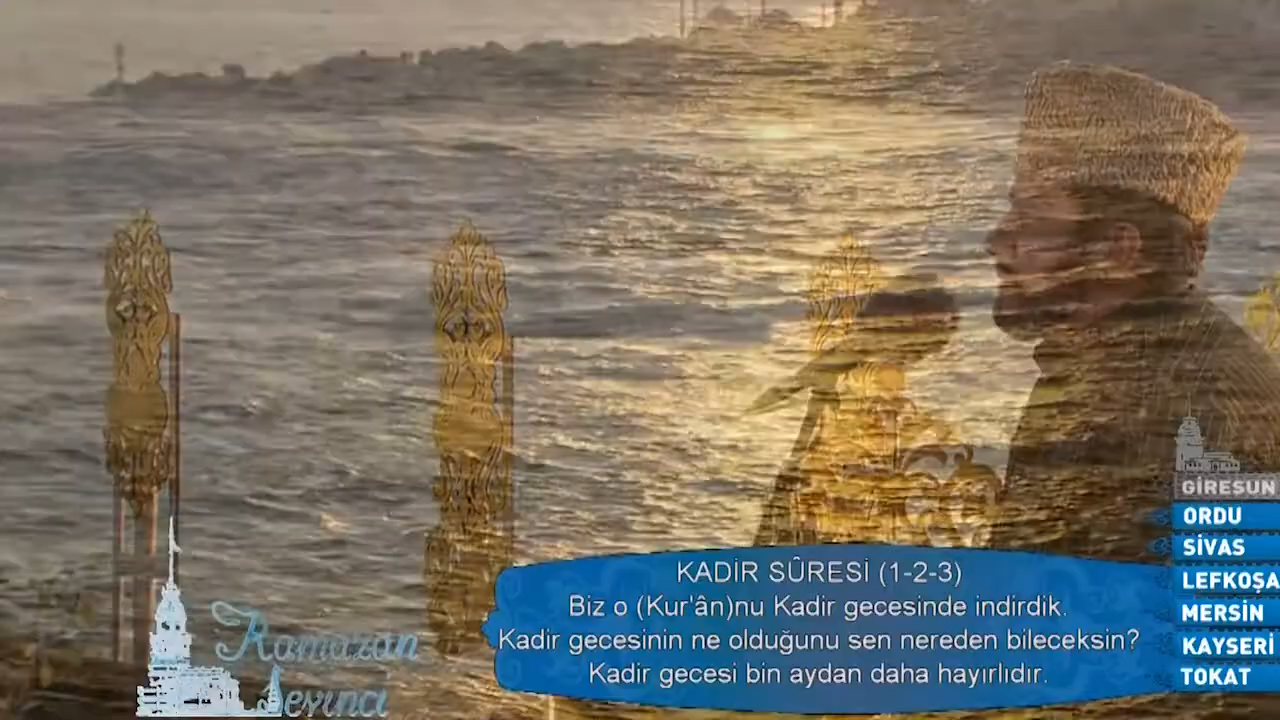 Ramazan
Sevinci
KADİR SÛRESİ (1-2-3)
Biz o (Kur'ân)nu Kadir gecesinde indirdik.
Kadir gecesinin ne olduğunu sen nereden bileceksin?
Kadir gecesi bin aydan daha hayırlıdır.
GİRESUN
ORDU
SİVAS
LEFKOŞA
MERSİN
KAYSERİ
TOKAT